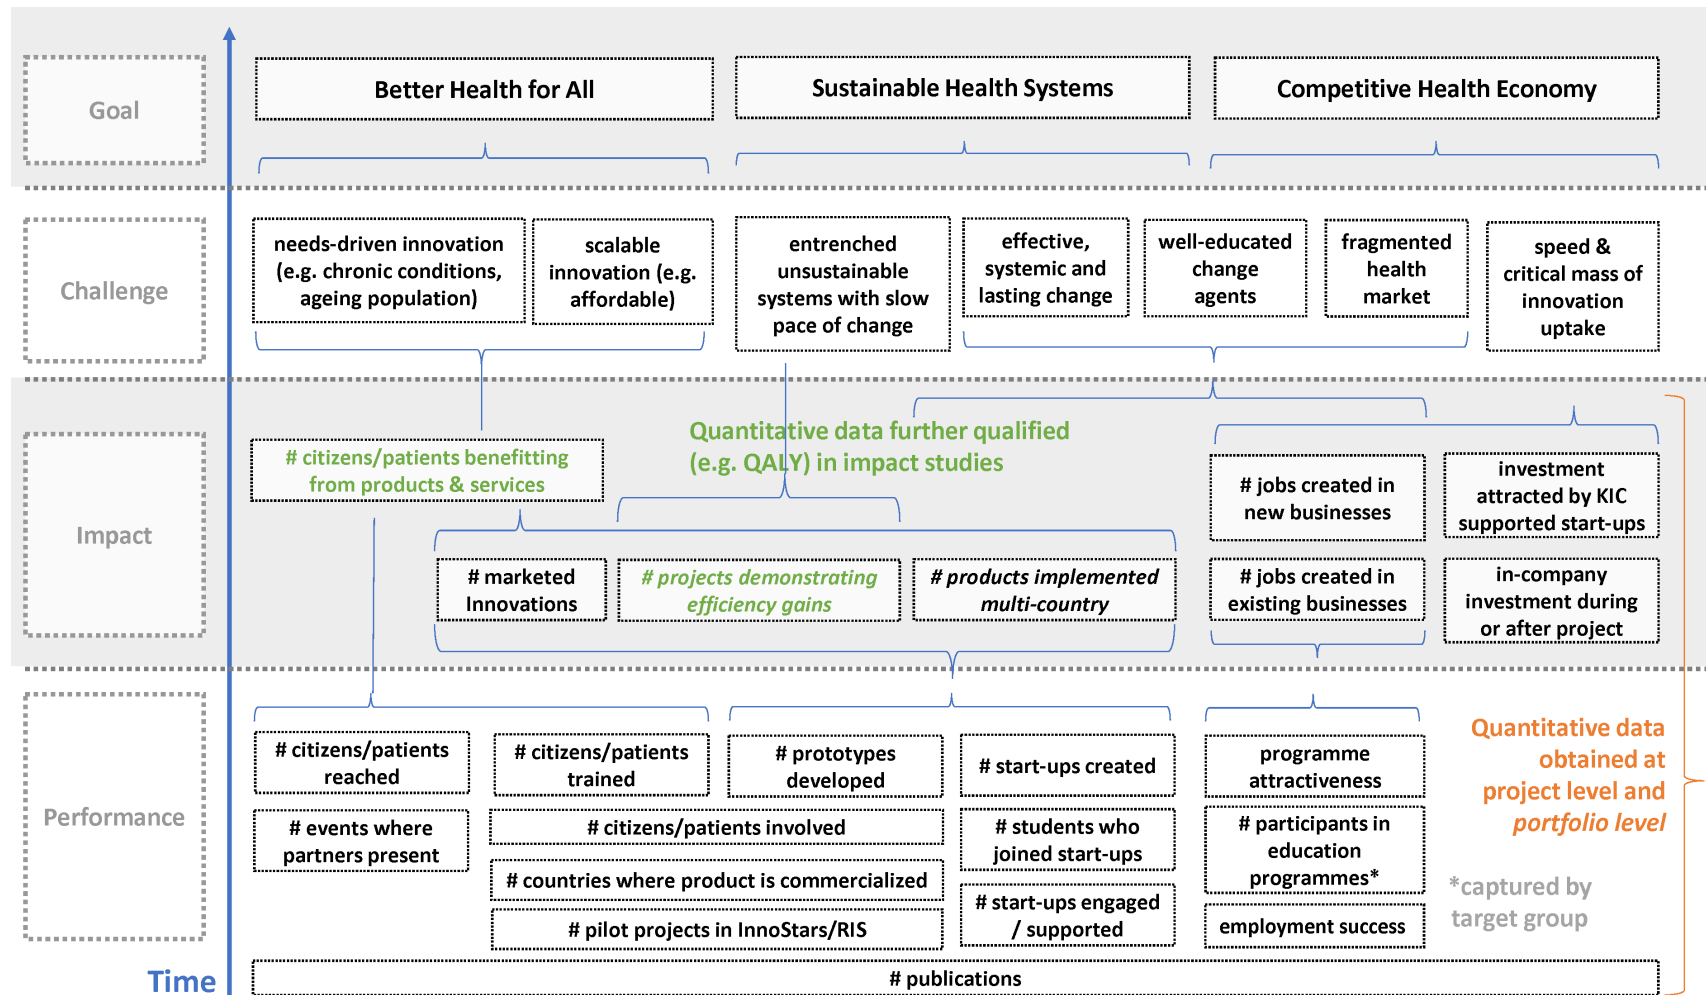 Goal
Better Health for All
Sustainable Health Systems
Competitive Health Economy
Challenge
needs-driven innovation
(e.g. chronic conditions,
ageing population)
scalable
innovation (e.g.
affordable)
entrenched
unsustainable
systems with slow
pace of change
effective,
systemic and
lasting change
well-educated
change
agents
fragmented
health
market
speed &
critical mass of
innovation
uptake
Impact
# citizens/patients benefitting
from products & services
Quantitative data further qualified
(e.g. QALY) in impact studies
# jobs created in
new businesses
investment
attracted by KIC
supported start-ups
# marketed
Innovations
# projects demonstrating
efficiency gains
# products implemented
multi-country
# jobs created in
existing businesses
in-company
investment during
or after project
Performance
# citizens/patients
reached
# citizens/patients
trained
# prototypes
developed
# start-ups created
programme
attractiveness
Quantitative data
obtained at
project level and
portfolio level
# events where
partners present
# citizens/patients involved
# students who
joined start-ups
# participants in
education
programmes*
# countries where product is commercialized
# start-ups engaged
/ supported
*captured by
target group
# pilot projects in InnoStars/RIS
employment success
Time
# publications